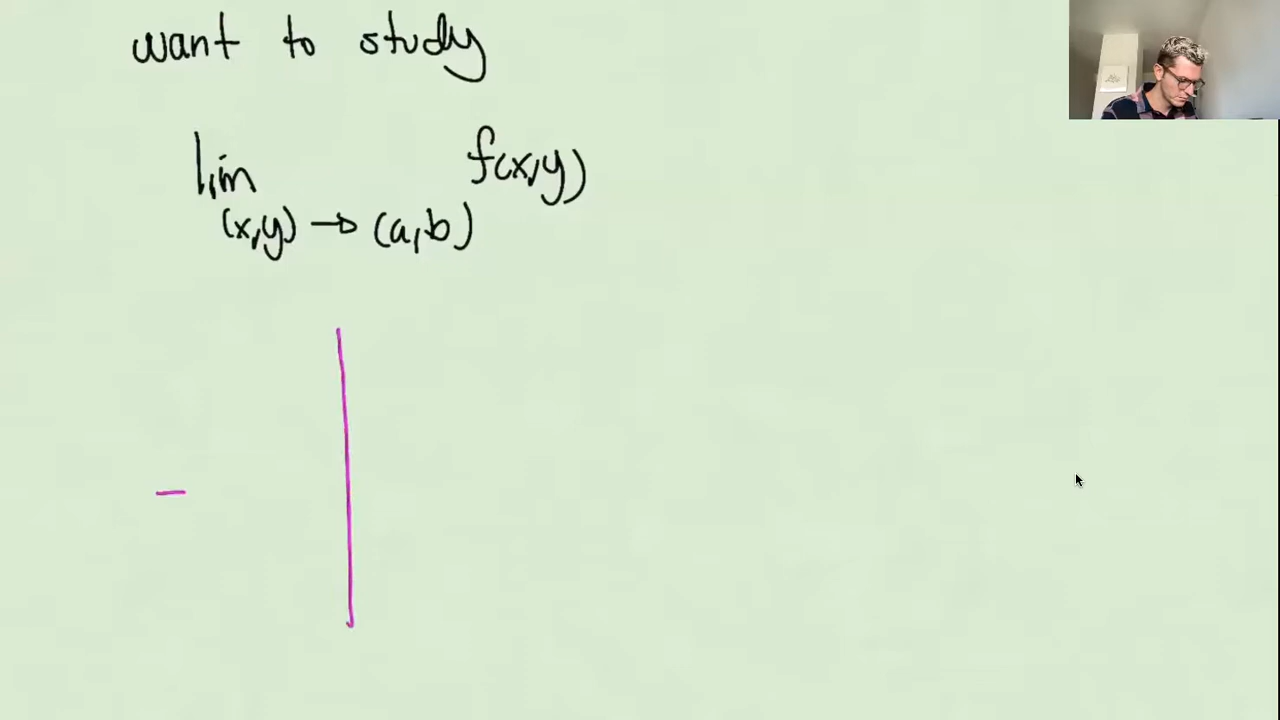 want to study
lim f(x,y)
(x,y) → (a,b)